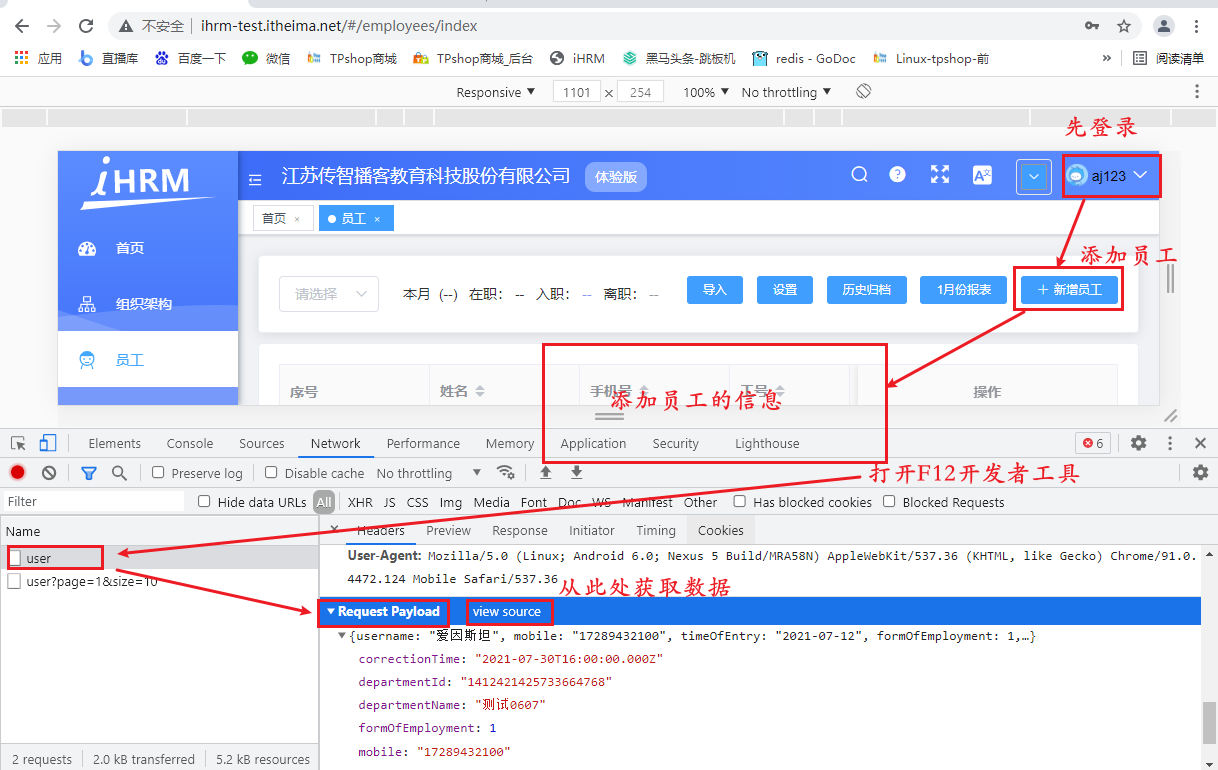 不安全 ihrm-test.itheima.net/#/employees/index
应用 直播库 百度一下 微信 TPshop商城 TPshop商城_后台 iHRM 黑马头条-跳板机 redis - GoDoc Linux-tpshop-前 » 阅读清单
Responsive 1101 × 254 100% No throttling
先登录
iHRM 江苏传智播客教育科技股份有限公司 体验版 aj123
首页 × 员工 ×
首页
添加员工
请选择 本月 (--) 在职: -- 入职: -- 离职: -- 导入 设置 历史归档 1月份报表 + 新增员工
组织架构
员工
序号 姓名 手机号 工号 操作
添加员工的信息
Elements Console Sources Network Performance Memory Application Security Lighthouse 6
Preserve log Disable cache No throttling
打开F12开发者工具
Filter Hide data URLs All XHR JS CSS Img Media Font Doc WS Manifest Other Has blocked cookies Blocked Requests
Name × Headers Preview Response Initiator Timing Cookies
user
User-Agent: Mozilla/5.0 (Linux; Android 6.0; Nexus 5 Build/MRA58N) AppleWebKit/537.36 (KHTML, like Gecko) Chrome/91.0.
user?page=1&size=10
4472.124 Mobile Safari/537.36
从此处获取数据
Request Payload view source
{username: "爱因斯坦", mobile: "17289432100", timeOfEntry: "2021-07-12", formOfEmployment: 1,…}
correctionTime: "2021-07-30T16:00:00.000Z"
departmentId: "1412421425733664768"
departmentName: "测试0607"
formOfEmployment: 1
mobile: "17289432100"
2 requests 2.0 kB transferred 5.2 kB resources